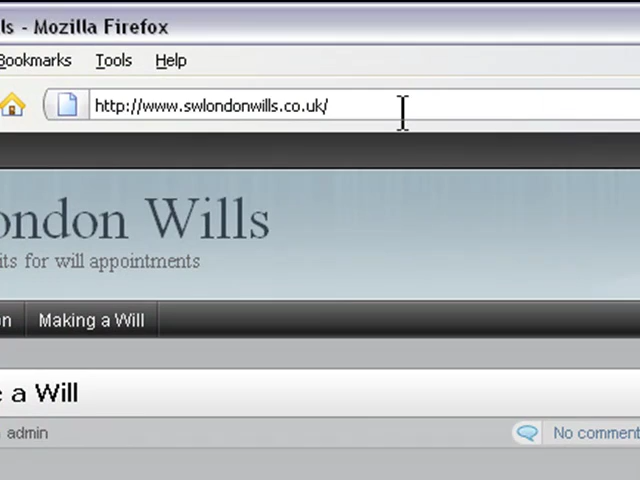 ls - Mozilla Firefox
Bookmarks Tools Help
http://www.swlondonwills.co.uk/
ondon Wills
its for will appointments
on Making a Will
a Will
admin
No comment